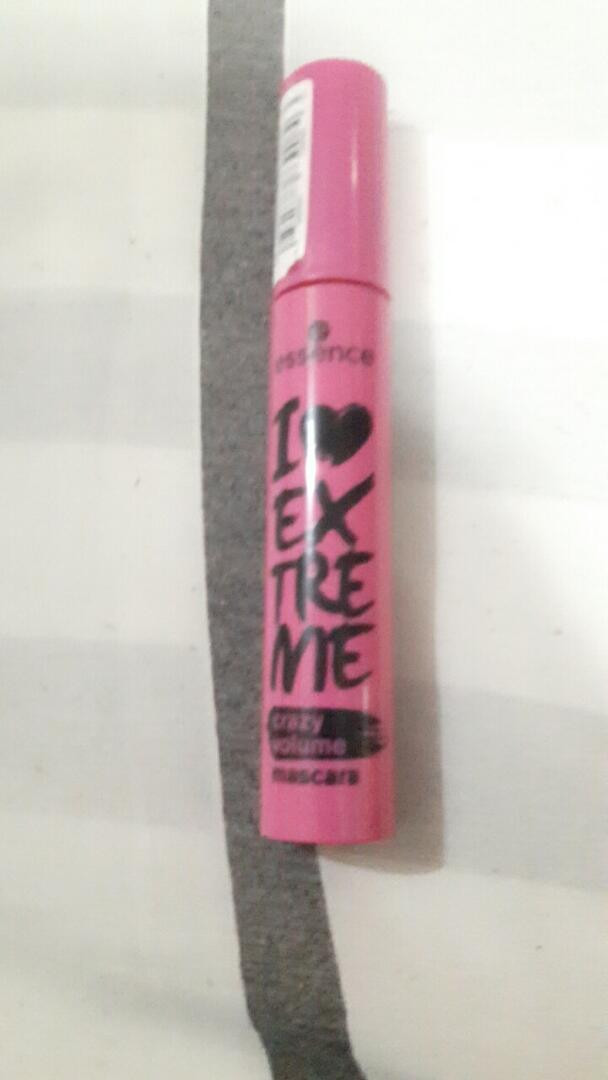 essence
I ♥
EX
TRE
ME
crazy
volume
mascara